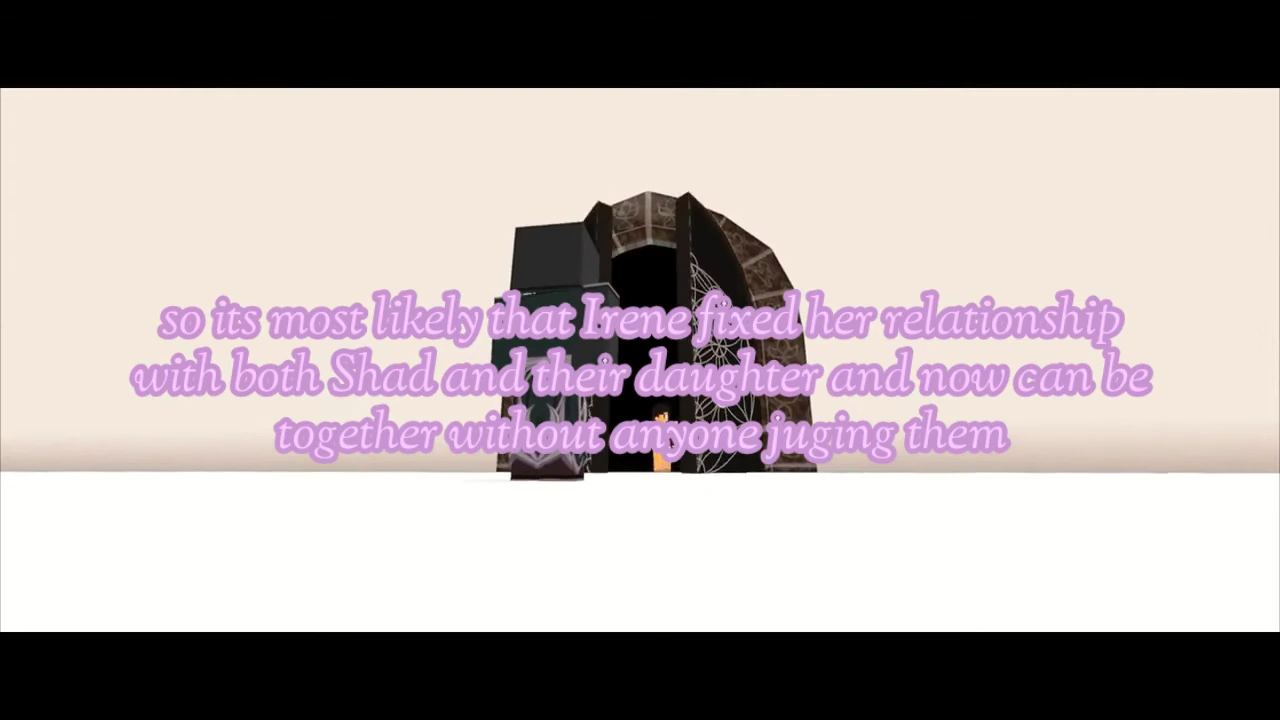 so its most likely that Irene fixed her relationship
with both Shad and their daughter and now can be
together without anyone juging them